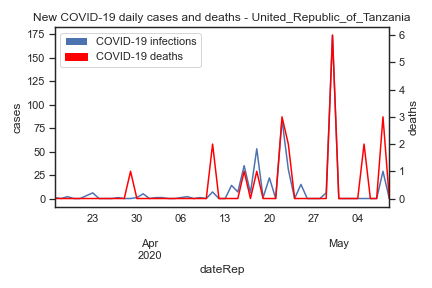 New COVID-19 daily cases and deaths - United_Republic_of_Tanzania
COVID-19 infections
COVID-19 deaths
cases
175
150
125
100
75
50
25
0
deaths
6
5
4
3
2
1
0
23 30 06 13 20 27 04
Apr May
2020
dateRep